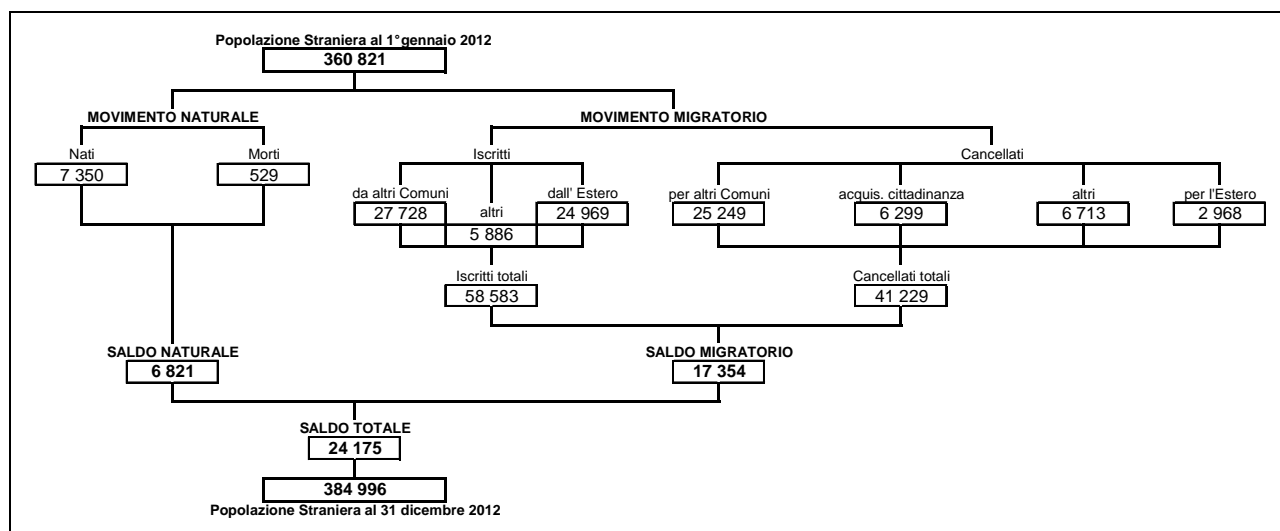 Popolazione Straniera al 1°gennaio 2012
360 821
MOVIMENTO NATURALE
MOVIMENTO MIGRATORIO
Nati
Morti
Iscritti
Cancellati
7 350
529
da altri Comuni
altri
dall' Estero
per altri Comuni
acquis. cittadinanza
altri
per l'Estero
27 728
5 886
24 969
25 249
6 299
6 713
2 968
Iscritti totali
Cancellati totali
58 583
41 229
SALDO NATURALE
SALDO MIGRATORIO
6 821
17 354
SALDO TOTALE
24 175
384 996
Popolazione Straniera al 31 dicembre 2012